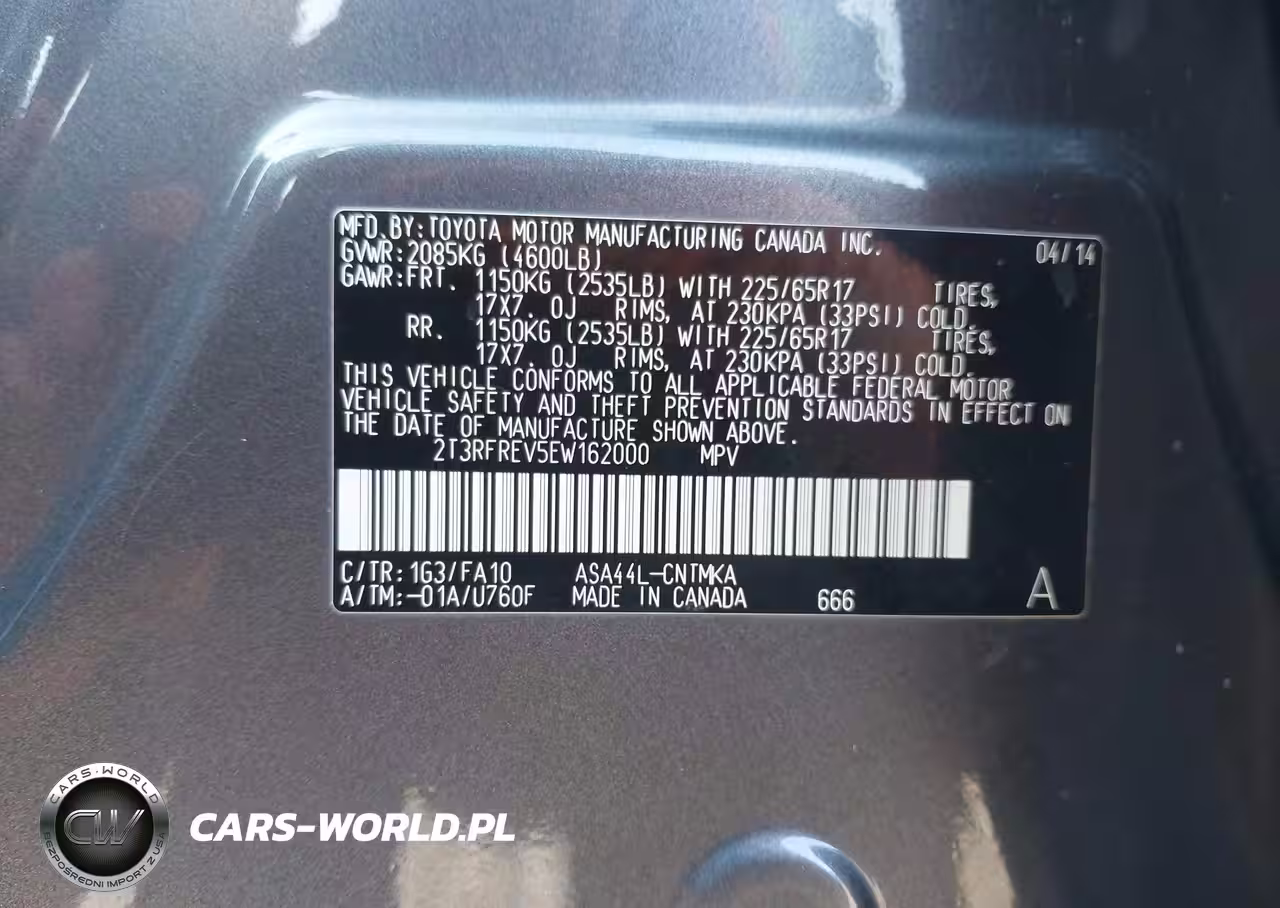 MFD.BY:TOYOTA MOTOR MANUFACTURING CANADA INC.
GVWR:2085KG (4600LB) 04/14
GAWR:FRT. 1150KG (2535LB) WITH 225/65R17 TIRES,
17X7. 0J RIMS, AT 230KPA (33PSI) COLD.
RR. 1150KG (2535LB) WITH 225/65R17 TIRES,
17X7. 0J RIMS, AT 230KPA (33PSI) COLD.
THIS VEHICLE CONFORMS TO ALL APPLICABLE FEDERAL MOTOR
VEHICLE SAFETY AND THEFT PREVENTION STANDARDS IN EFFECT ON
THE DATE OF MANUFACTURE SHOWN ABOVE.
2T3RFREV5EW162000 MPV
C/TR:1G3/FA10 ASA44L-CNTMKA
A/TM:-01A/U760F MADE IN CANADA 666 A
CARS-WORLD
CW
BEZPOŚREDNI IMPORT Z USA
CARS-WORLD.PL